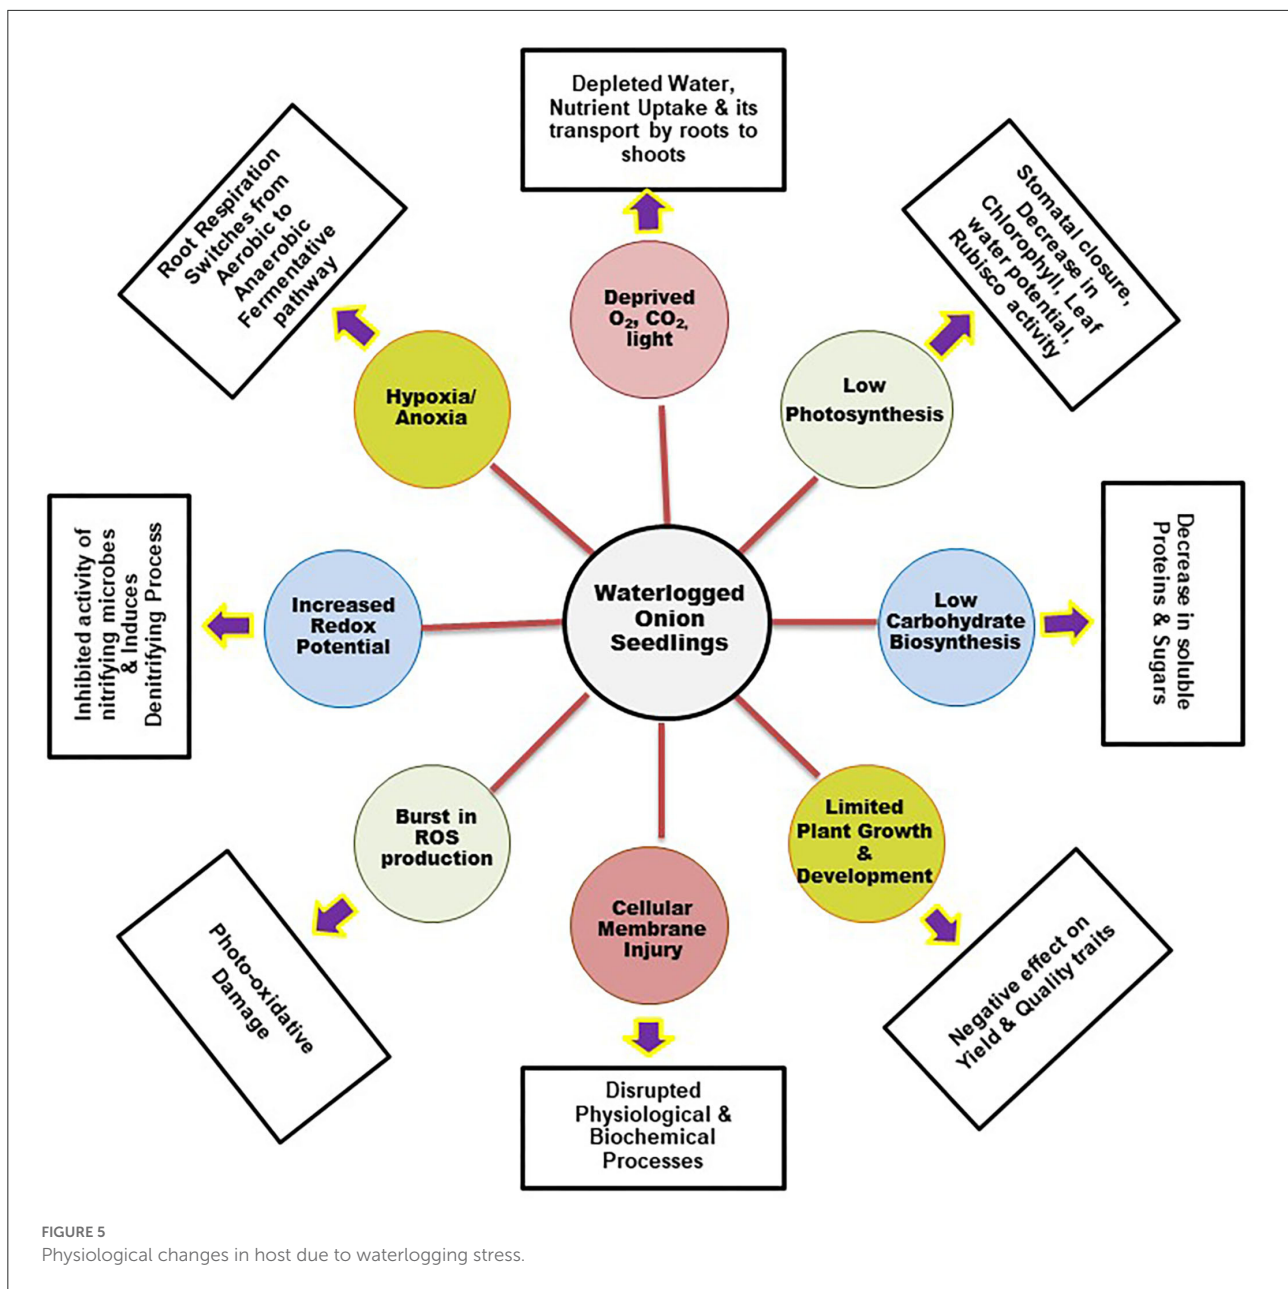 Depleted Water,
Nutrient Uptake & its
transport by roots to
shoots
Root Respiration
Switches from
Aerobic to
Anaerobic
Fermentative
pathway
Stomatal closure,
Decrease in
Chlorophyll, Leaf
water potential,
Rubisco activity
Deprived
O₂, CO₂,
light
Hypoxia/
Anoxia
Low
Photosynthesis
Inhibited activity of
nitrifying microbes
& Induces
Denitrifying Process
Increased
Redox
Potential
Waterlogged
Onion
Seedlings
Low
Carbohydrate
Biosynthesis
Decrease in soluble
Proteins & Sugars
Burst in
ROS
production
Limited
Plant Growth
&
Development
Cellular
Membrane
Injury
Photo-oxidative
Damage
Negative effect on
Yield & Quality traits
Disrupted
Physiological &
Biochemical
Processes
FIGURE 5
Physiological changes in host due to waterlogging stress.